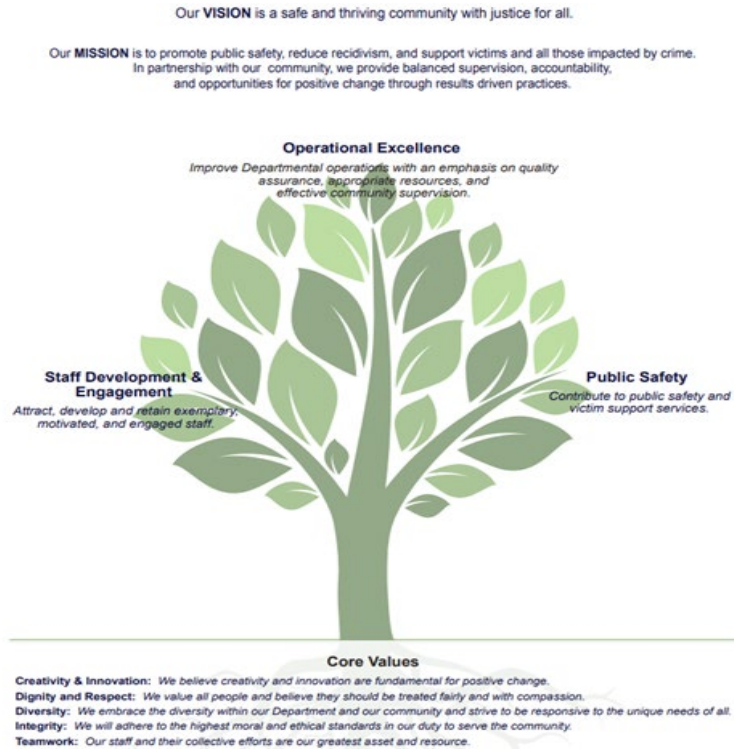 Our VISION is a safe and thriving community with justice for all.
Our MISSION is to promote public safety, reduce recidivism, and support victims and all those impacted by crime.
In partnership with our community, we provide balanced supervision, accountability,
and opportunities for positive change through results driven practices.
Operational Excellence
Improve Departmental operations with an emphasis on quality
assurance, appropriate resources, and
effective community supervision.
Staff Development &
Engagement
Attract, develop and retain exemplary,
motivated, and engaged staff.
Public Safety
Contribute to public safety and
victim support services.
Core Values
Creativity & Innovation: We believe creativity and innovation are fundamental for positive change.
Dignity and Respect: We value all people and believe they should be treated fairly and with compassion.
Diversity: We embrace the diversity within our Department and our community and strive to be responsive to the unique needs of all.
Integrity: We will adhere to the highest moral and ethical standards in our duty to serve the community.
Teamwork: Our staff and their collective efforts are our greatest asset and resource.